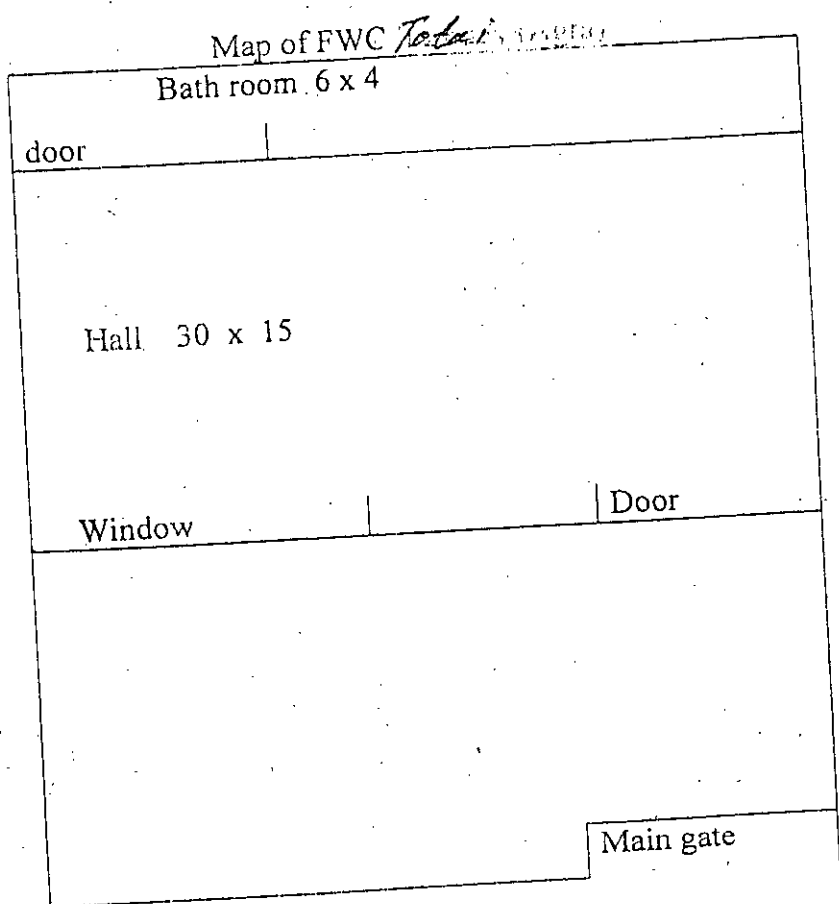 Map of FWC
Bath room 6 x 4
door
Hall 30 x 15
Window
Door
Main gate